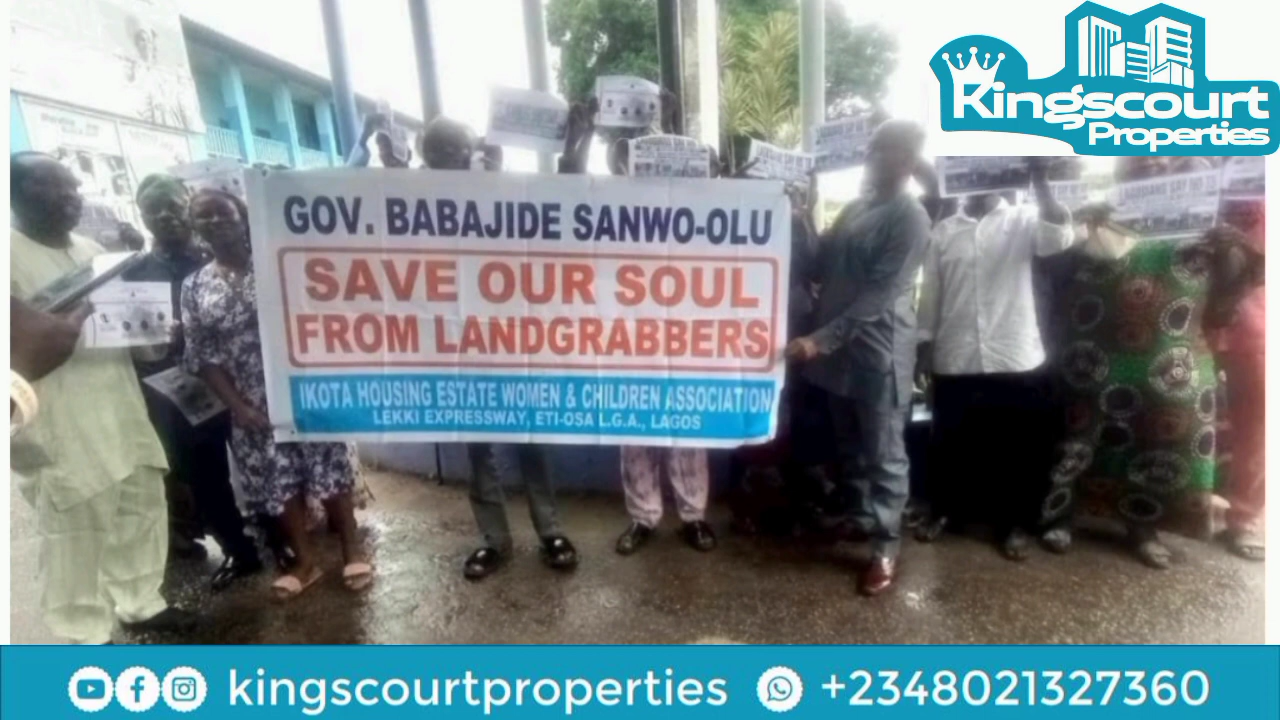 Kingscourt
Properties
GOV. BABAJIDE SANWO-OLU
SAVE OUR SOUL
FROM LANDGRABBERS
IKOTA HOUSING ESTATE WOMEN & CHILDREN ASSOCIATION
LEKKI EXPRESSWAY, ETI-OSA L.G.A., LAGOS
kingscourtproperties +2348021327360